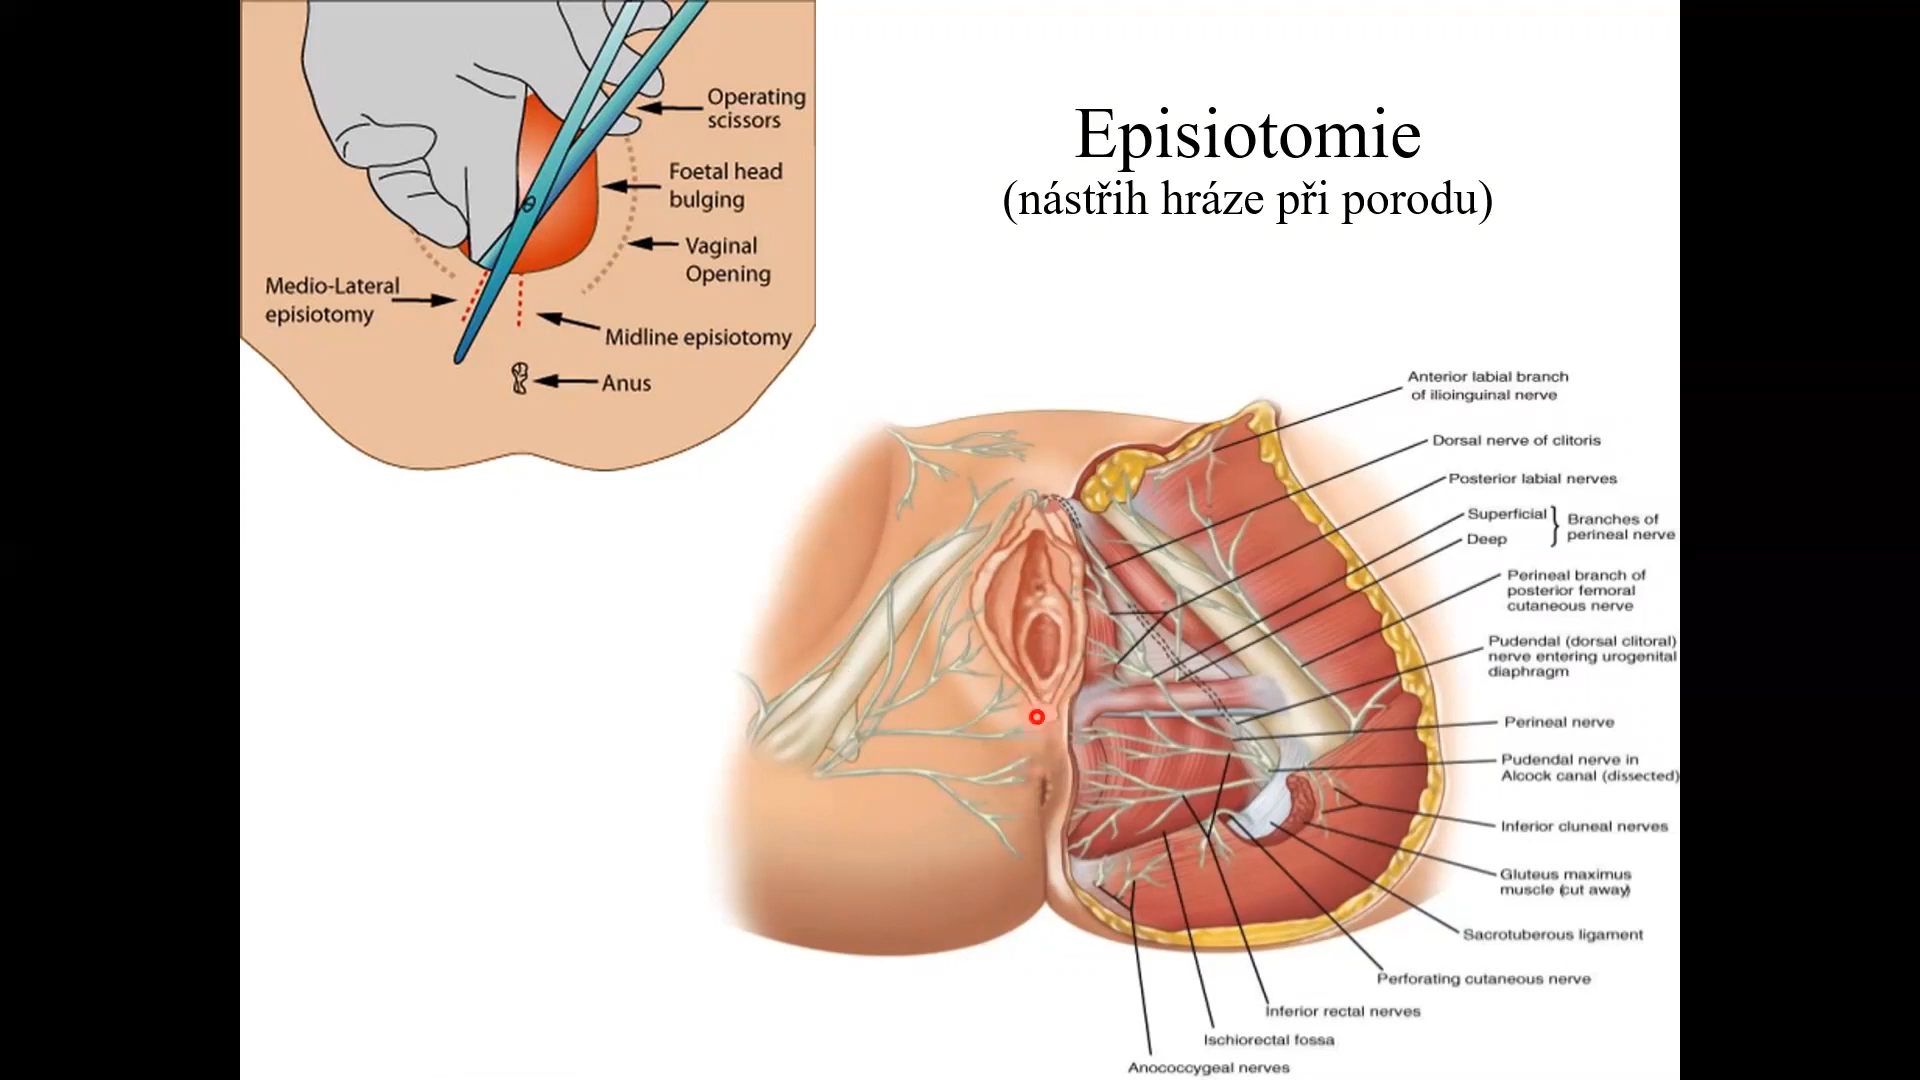 Episiotomie
(nástřih hráze při porodu)
Operating
scissors
Foetal head
bulging
Vaginal
Opening
Medio-Lateral
episiotomy
Midline episiotomy
Anus
Anterior labial branch
of ilioinguinal nerve
Dorsal nerve of clitoris
Posterior labial nerves
Superficial
Deep
Branches of
perineal nerve
Perineal branch of
posterior femoral
cutaneous nerve
Pudendal (dorsal clitoral)
nerve entering urogenital
diaphragm
Perineal nerve
Pudendal nerve in
Alcock canal (dissected)
Inferior cluneal nerves
Gluteus maximus
muscle (cut away)
Sacrotuberous ligament
Perforating cutaneous nerve
Inferior rectal nerves
Ischiorectal fossa
Anococcygeal nerves